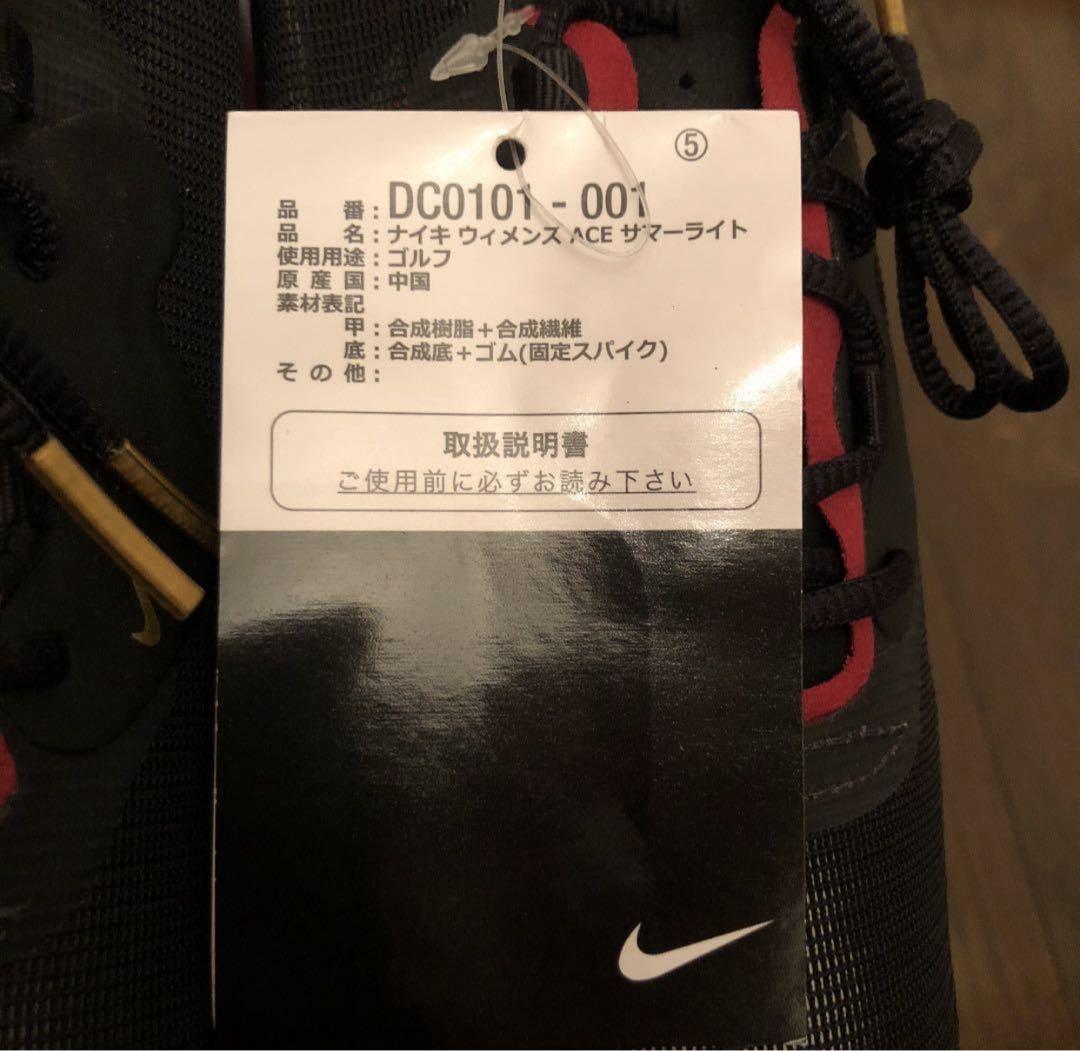 ⑤
品 番：DC0101 - 001
品 名：ナイキ ウィメンズ ACE サマーライト
使用用途：ゴルフ
原産国：中国
素材表記
甲：合成樹脂＋合成繊維
底：合成底＋ゴム(固定スパイク)
その他：
取扱説明書
ご使用前に必ずお読み下さい